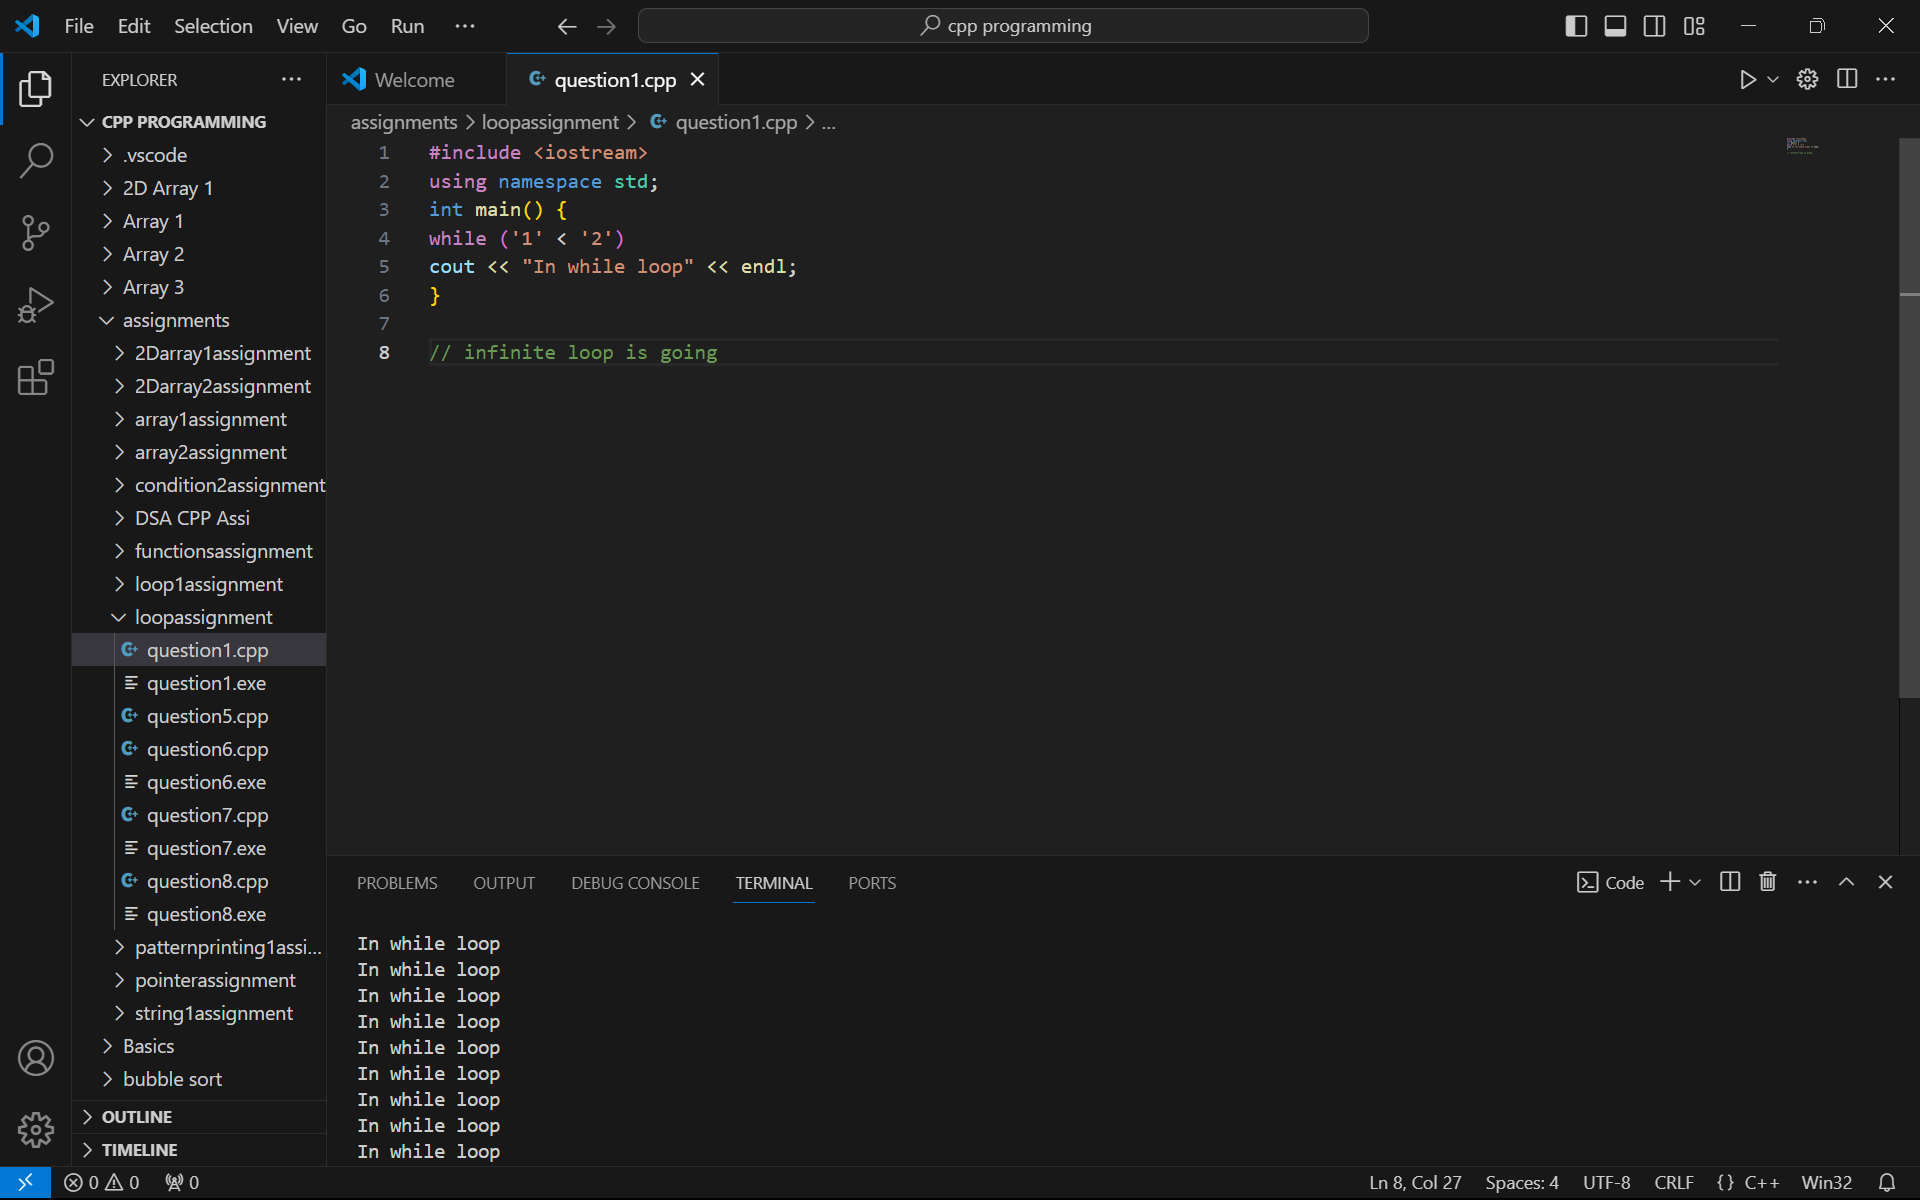 File Edit Selection View Go Run ··· cpp programming
EXPLORER ···
Welcome question1.cpp
CPP PROGRAMMING
.vscode
2D Array 1
Array 1
Array 2
Array 3
assignments
2Darray1assignment
2Darray2assignment
array1assignment
array2assignment
condition2assignment
DSA CPP Assi
functionsassignment
loop1assignment
loopassignment
question1.cpp
question1.exe
question5.cpp
question6.cpp
question6.exe
question7.cpp
question7.exe
question8.cpp
question8.exe
patternprinting1assi...
pointerassignment
string1assignment
Basics
bubble sort
OUTLINE
TIMELINE
assignments > loopassignment > question1.cpp > ...
1 #include <iostream>
2 using namespace std;
3 int main() {
4 while ('1' < '2')
5 cout << "In while loop" << endl;
6 }
7
8 // infinite loop is going
PROBLEMS OUTPUT DEBUG CONSOLE TERMINAL PORTS Code
In while loop
In while loop
In while loop
In while loop
In while loop
In while loop
In while loop
In while loop
In while loop
0 0 0 Ln 8, Col 27 Spaces: 4 UTF-8 CRLF {} C++ Win32